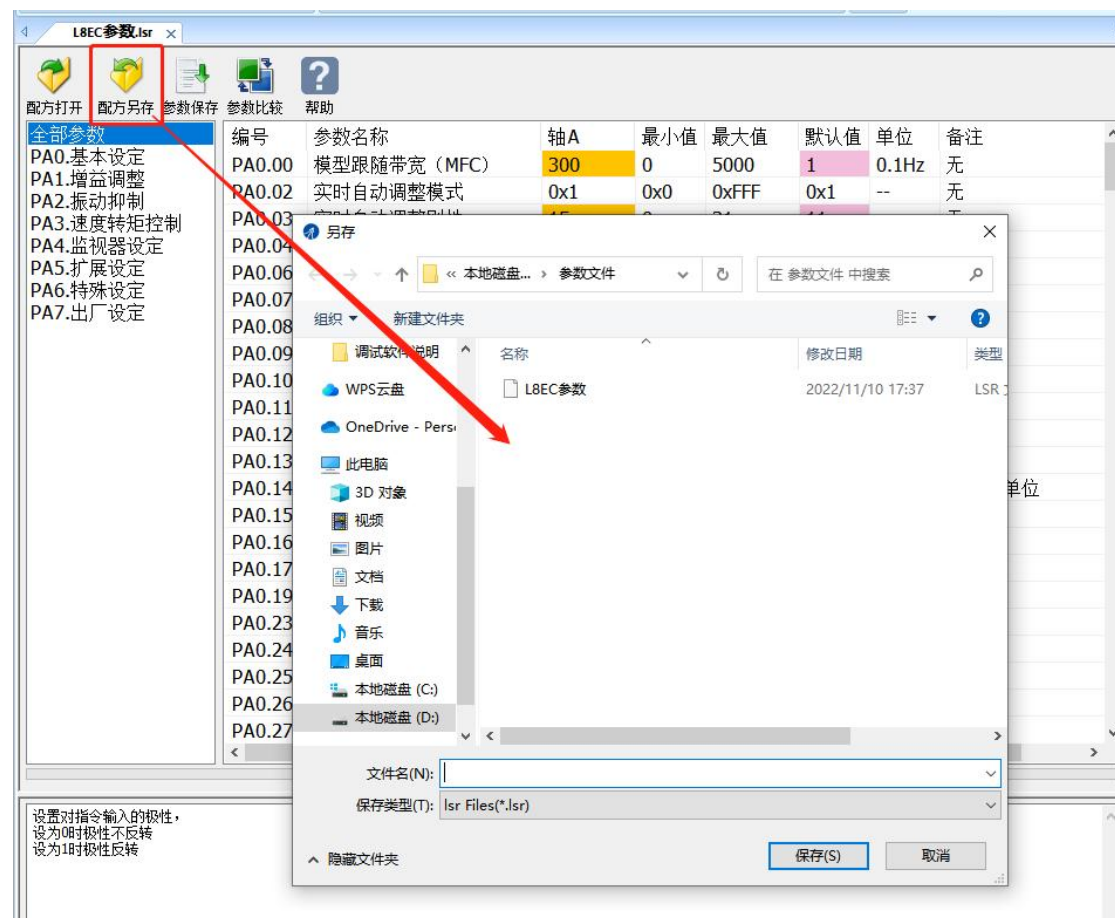 L8EC参数.lsr
配方打开 配方另存 参数保存 参数比较 帮助
全部参数
PA0.基本设定
PA1.增益调整
PA2.振动抑制
PA3.速度转矩控制
PA4.监视器设定
PA5.扩展设定
PA6.特殊设定
PA7.出厂设定
编号 参数名称 轴A 最小值 最大值 默认值 单位 备注
PA0.00 模型跟随带宽（MFC） 300 0 5000 1 0.1Hz 无
PA0.02 实时自动调整模式 0x1 0x0 0xFFF 0x1 -- 无
PA0.03
PA0.04
PA0.06
PA0.07
PA0.08
PA0.09
PA0.10
PA0.11
PA0.12
PA0.13
PA0.14 单位
PA0.15
PA0.16
PA0.17
PA0.19
PA0.23
PA0.24
PA0.25
PA0.26
PA0.27
另存
« 本地磁盘... › 参数文件
在 参数文件 中搜索
组织 新建文件夹
调试软件说明
WPS云盘
OneDrive - Pers
此电脑
3D 对象
视频
图片
文档
下载
音乐
桌面
本地磁盘 (C:)
本地磁盘 (D:)
名称 修改日期 类型
L8EC参数 2022/11/10 17:37 LSR
文件名(N):
保存类型(T): lsr Files(*.lsr)
隐藏文件夹 保存(S) 取消
设置对指令输入的极性，
设为0时极性不反转
设为1时极性反转